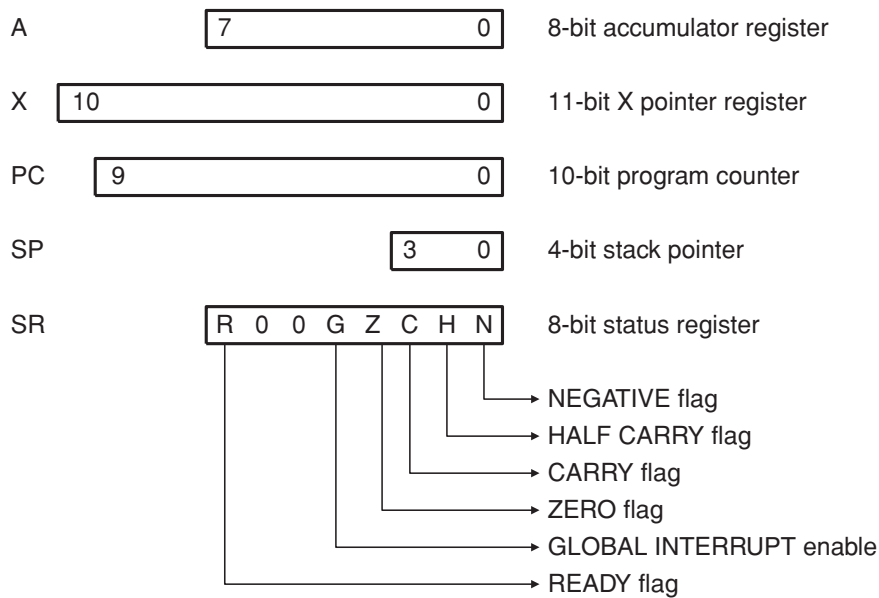 A 7 0 8-bit accumulator register
X 10 0 11-bit X pointer register
PC 9 0 10-bit program counter
SP 3 0 4-bit stack pointer
SR R 0 0 G Z C H N 8-bit status register
NEGATIVE flag
HALF CARRY flag
CARRY flag
ZERO flag
GLOBAL INTERRUPT enable
READY flag